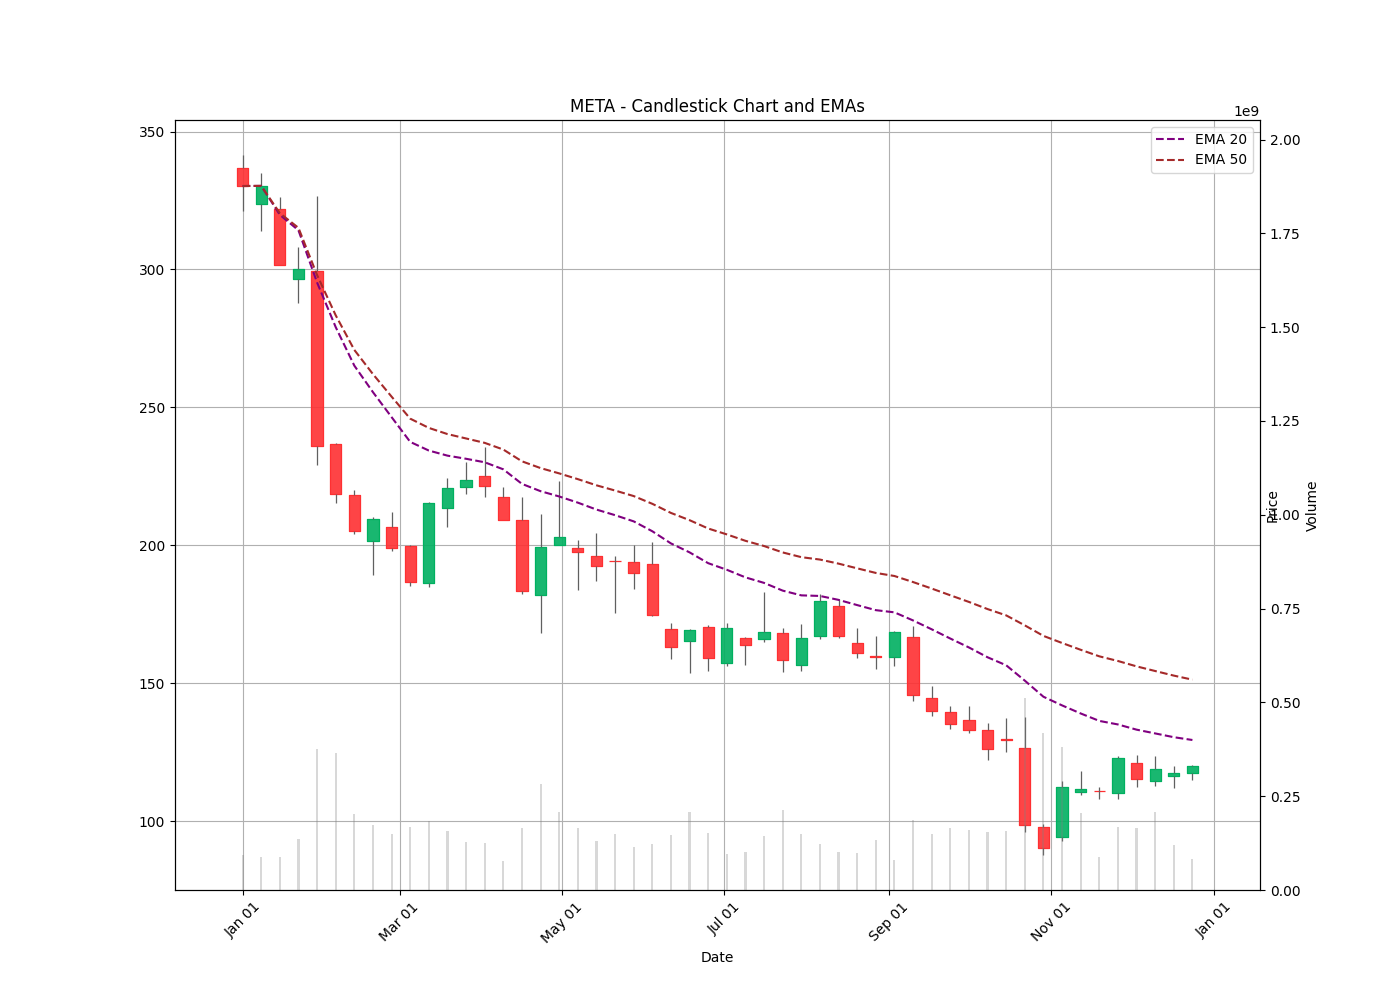 META - Candlestick Chart and EMAs
1e9
EMA 20
EMA 50
350
300
250
200
150
100
2.00
1.75
1.50
1.25
1.00
0.75
0.50
0.25
0.00
Price
Volume
Jan 01
Mar 01
May 01
Jul 01
Sep 01
Nov 01
Jan 01
Date